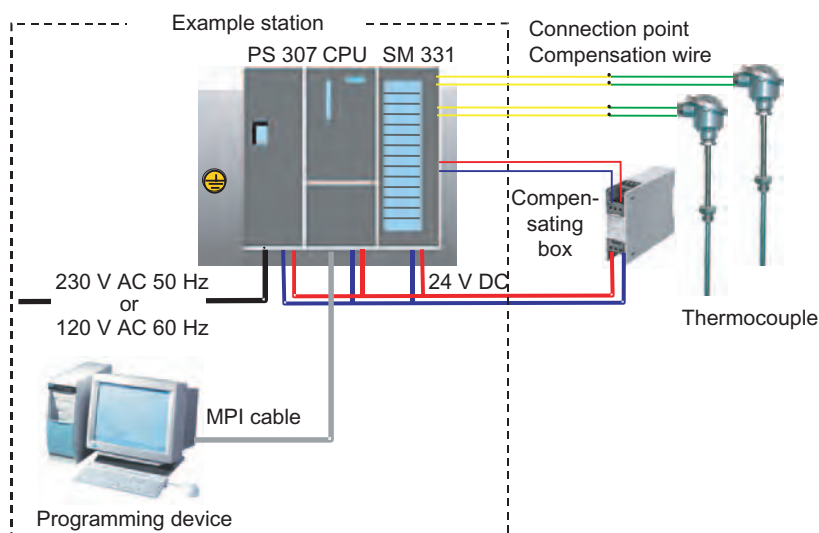 Example station
Connection point
Compensation wire
PS 307 CPU SM 331
Compen-
sating
box
230 V AC 50 Hz
or
120 V AC 60 Hz
24 V DC
Thermocouple
MPI cable
Programming device